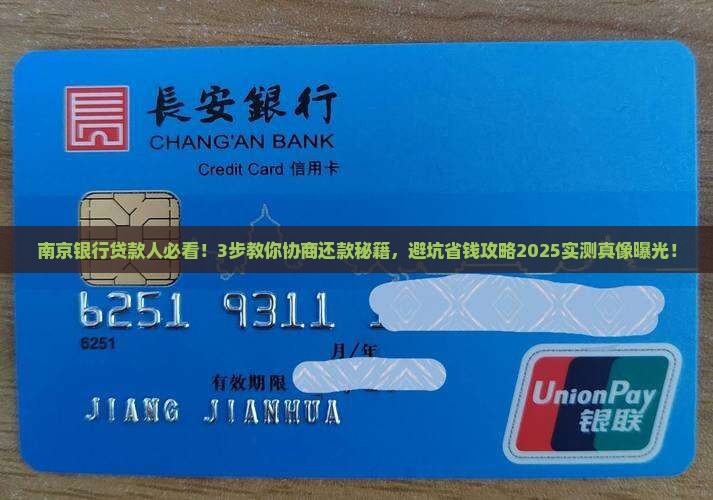 長安銀行
CHANG'AN BANK
Credit Card 信用卡
南京银行贷款人必看！3步教你协商还款秘籍，避坑省钱攻略2025实测真像曝光！
6251 9311
6251
月/年
有效期限
JIANG JIANHUA
UnionPay
银联